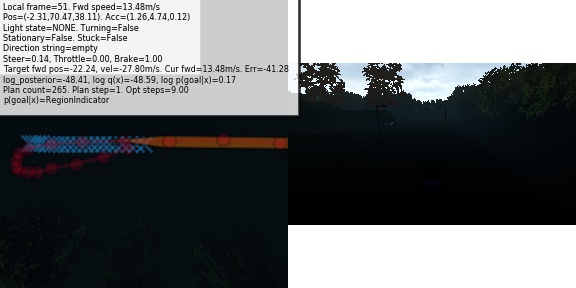 Local frame=51. Fwd speed=13.48m/s
Pos=(-2.31,70.47,38.11). Acc=(1.26,4.74,0.12)
Light state=NONE. Turning=False
Stationary=False. Stuck=False
Direction string=empty
Steer=0.14, Throttle=0.00, Brake=1.00
Target fwd pos=-22.24, vel=-27.80m/s. Cur fwd=13.48m/s. Err=-41.28
log_posterior=-48.41, log q(x)=-48.59, log p(goal|x)=0.17
Plan count=265. Plan step=1. Opt steps=9.00
p(goal|x)=RegionIndicator